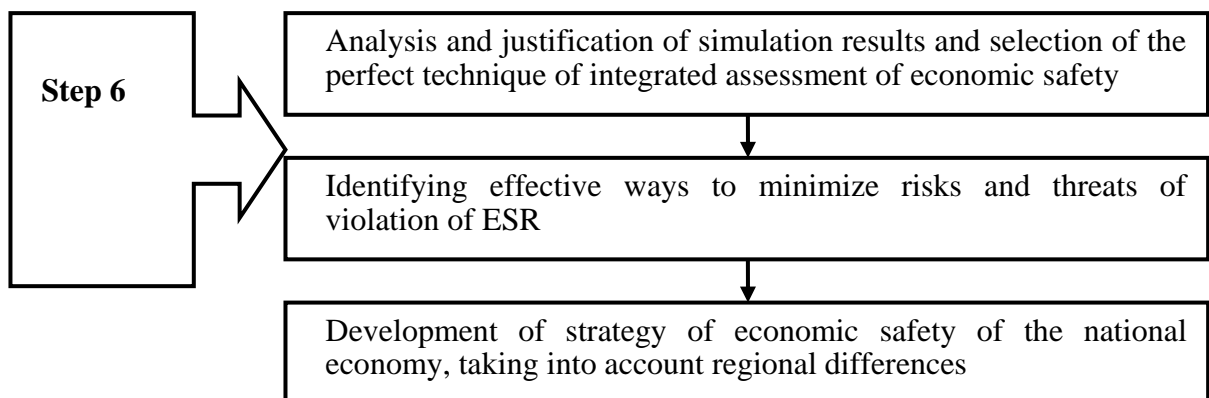 Step 6
Analysis and justification of simulation results and selection of the
perfect technique of integrated assessment of economic safety
Identifying effective ways to minimize risks and threats of
violation of ESR
Development of strategy of economic safety of the national
economy, taking into account regional differences